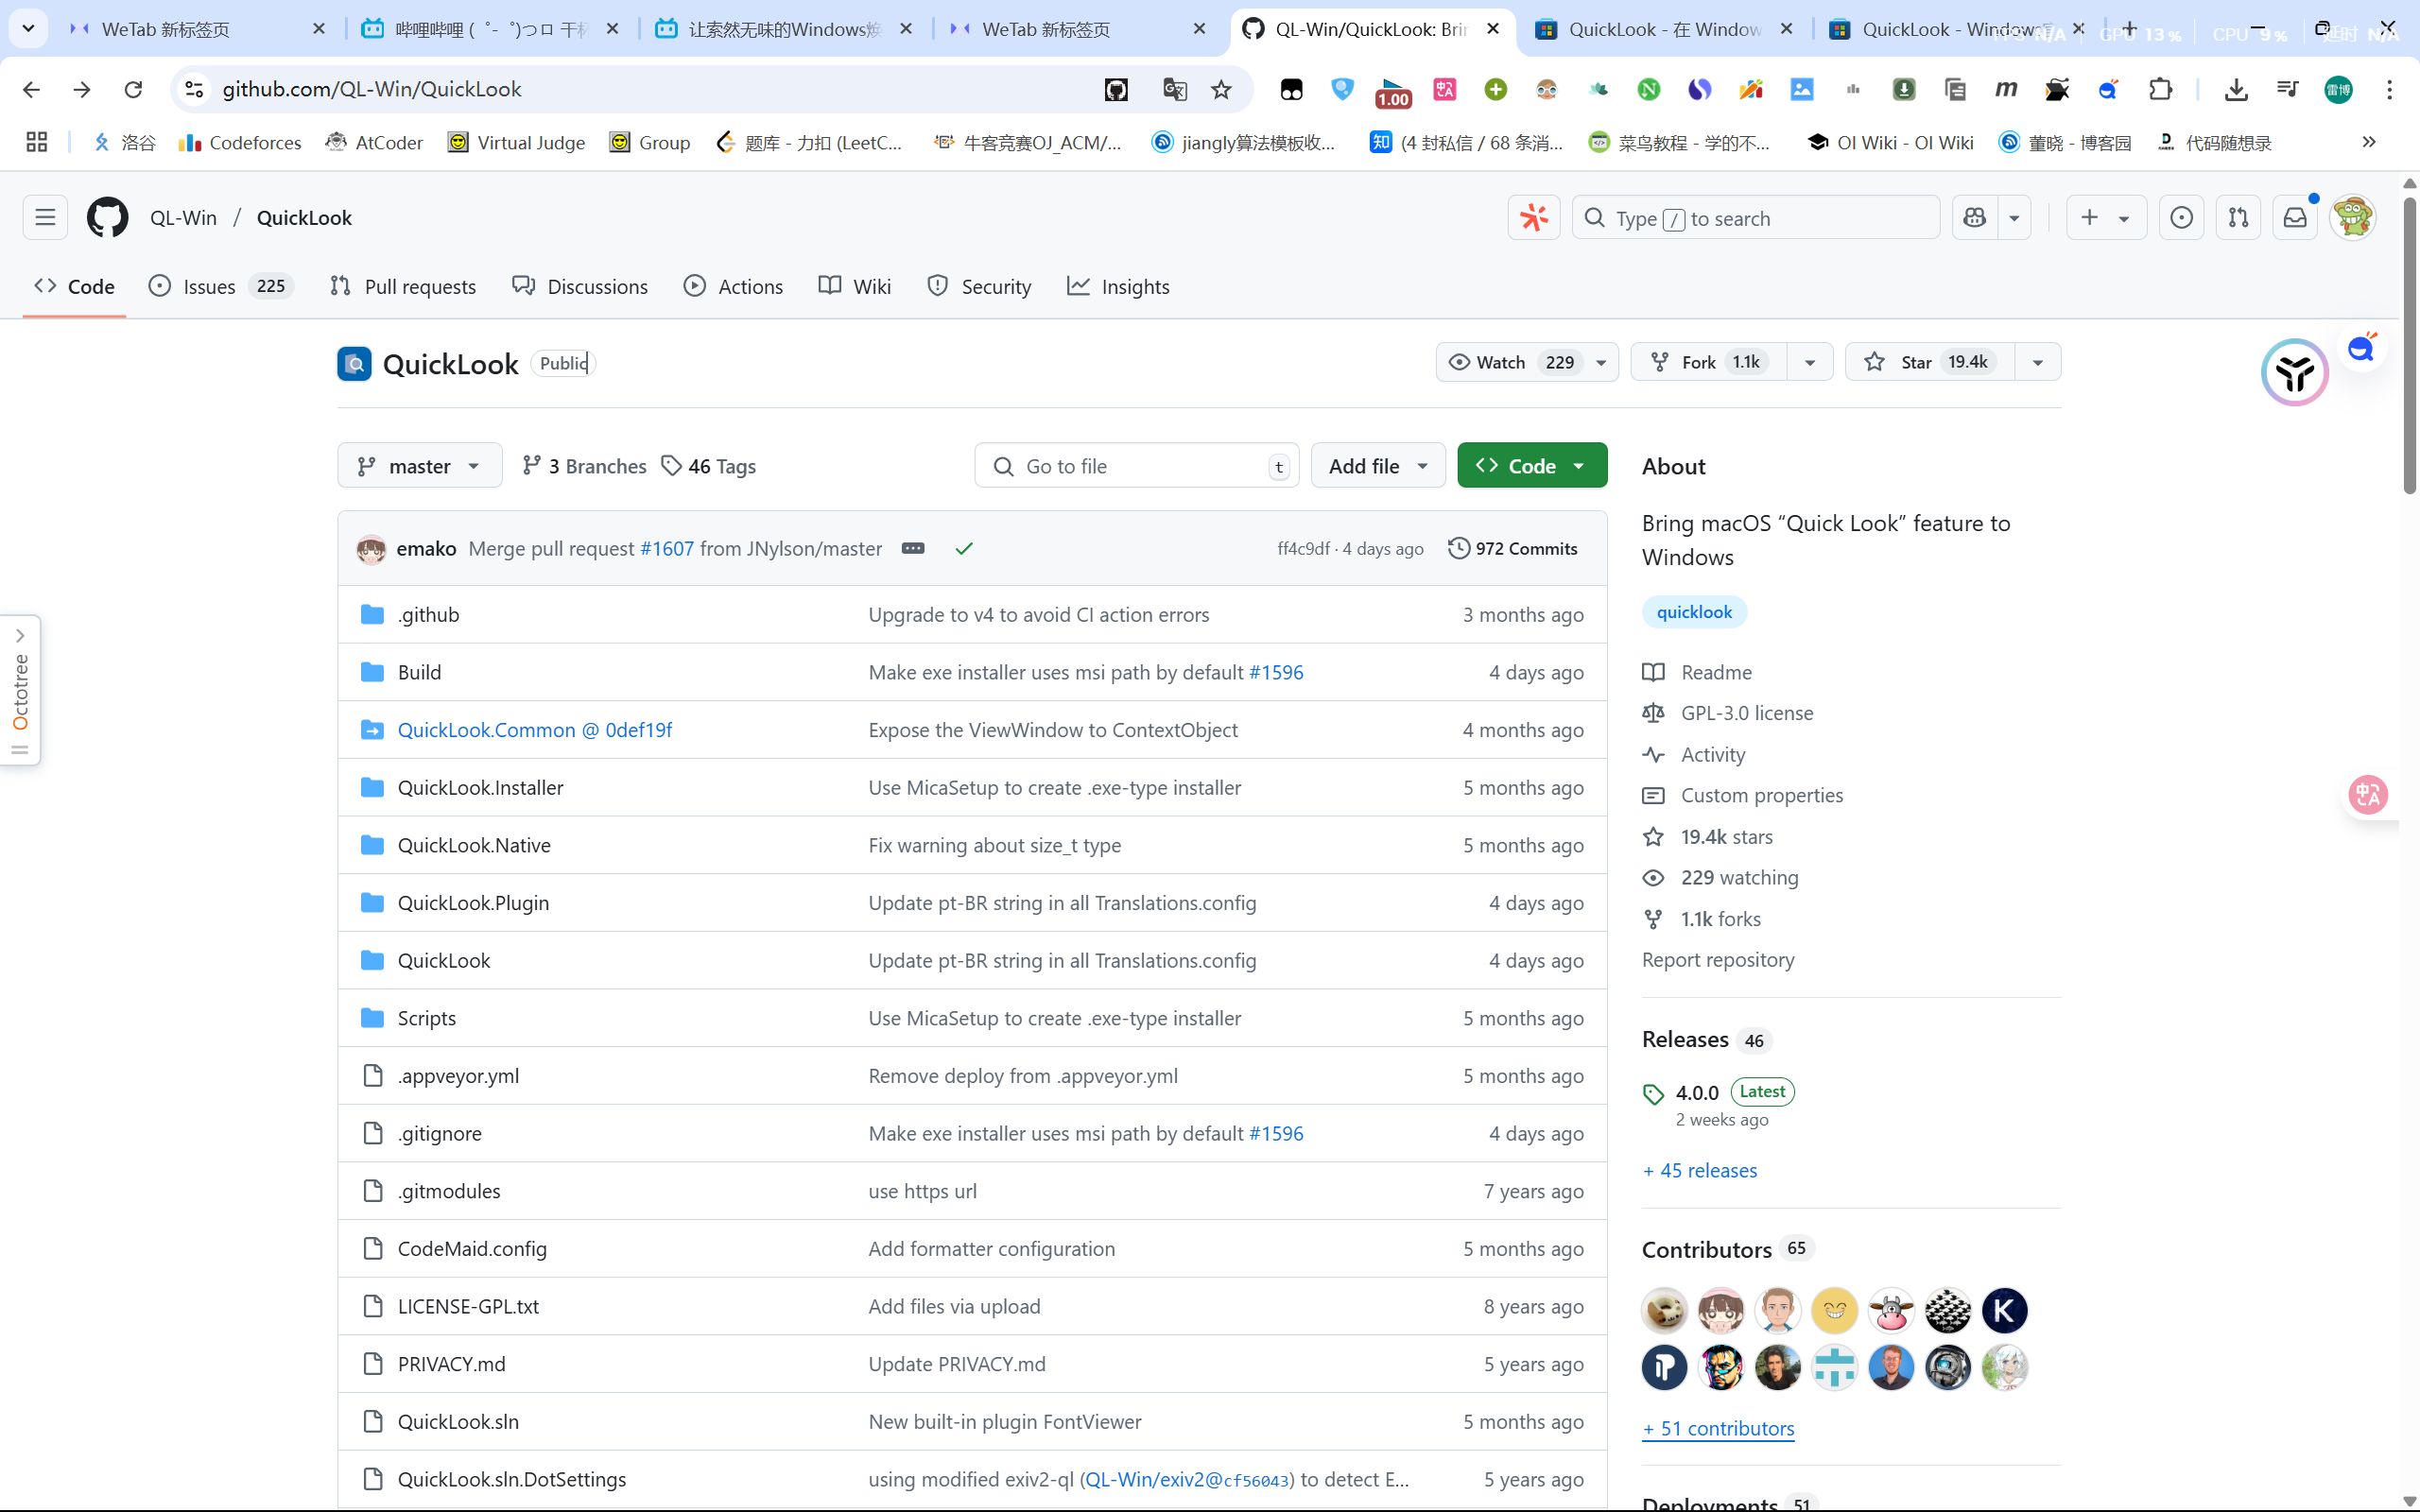 WeTab 新标签页
哔哩哔哩 (゜-゜)つロ 干杯
让索然无味的Windows焕
WeTab 新标签页
QL-Win/QuickLook: Brin
QuickLook - 在 Window
QuickLook - Windows
N/A GPU 13% CPU 9% 延时 N/A
github.com/QL-Win/QuickLook
1.00
雷博
洛谷 Codeforces AtCoder Virtual Judge Group 题库 - 力扣 (LeetC... 牛客竞赛OJ_ACM/... jiangly算法模板收... (4 封私信 / 68 条消... 菜鸟教程 - 学的不... OI Wiki - OI Wiki 董晓 - 博客园 代码随想录
QL-Win / QuickLook
Type / to search
Code Issues 225 Pull requests Discussions Actions Wiki Security Insights
QuickLook Public
Watch 229 Fork 1.1k Star 19.4k
master 3 Branches 46 Tags Go to file t Add file Code
emako Merge pull request #1607 from JNylson/master ff4c9df · 4 days ago 972 Commits
.github Upgrade to v4 to avoid CI action errors 3 months ago
Build Make exe installer uses msi path by default #1596 4 days ago
QuickLook.Common @ 0def19f Expose the ViewWindow to ContextObject 4 months ago
QuickLook.Installer Use MicaSetup to create .exe-type installer 5 months ago
QuickLook.Native Fix warning about size_t type 5 months ago
QuickLook.Plugin Update pt-BR string in all Translations.config 4 days ago
QuickLook Update pt-BR string in all Translations.config 4 days ago
Scripts Use MicaSetup to create .exe-type installer 5 months ago
.appveyor.yml Remove deploy from .appveyor.yml 5 months ago
.gitignore Make exe installer uses msi path by default #1596 4 days ago
.gitmodules use https url 7 years ago
CodeMaid.config Add formatter configuration 5 months ago
LICENSE-GPL.txt Add files via upload 8 years ago
PRIVACY.md Update PRIVACY.md 5 years ago
QuickLook.sln New built-in plugin FontViewer 5 months ago
QuickLook.sln.DotSettings using modified exiv2-ql (QL-Win/exiv2@cf56043) to detect E... 5 years ago
Octotree
About
Bring macOS “Quick Look” feature to
Windows
quicklook
Readme
GPL-3.0 license
Activity
Custom properties
19.4k stars
229 watching
1.1k forks
Report repository
Releases 46
4.0.0 Latest
2 weeks ago
+ 45 releases
Contributors 65
+ 51 contributors
Deployments 51